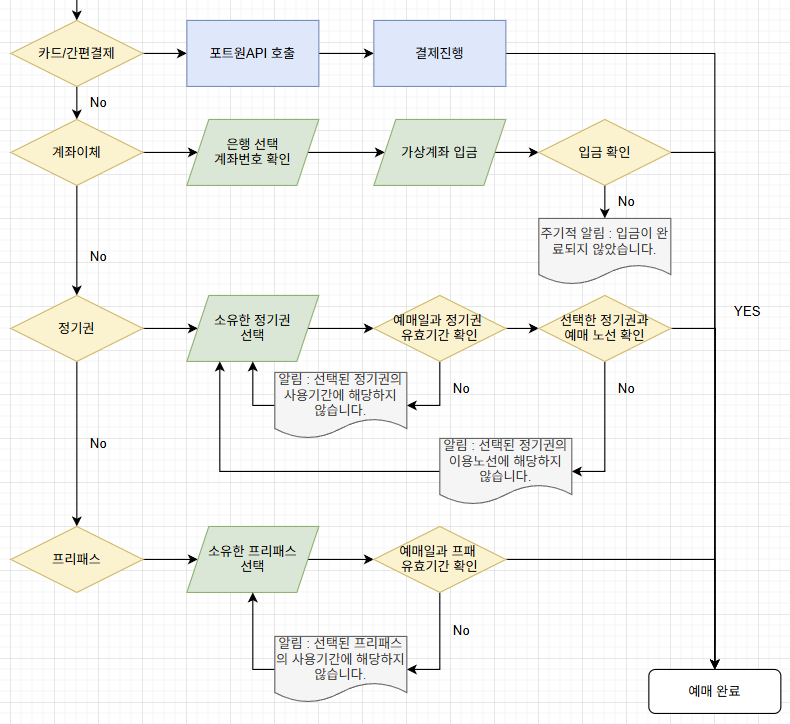 카드/간편결제
포트원API 호출
결제진행
No
계좌이체
은행 선택
계좌번호 확인
가상계좌 입금
입금 확인
No
주기적 알림 : 입금이 완
료되지 않았습니다.
No
YES
정기권
소유한 정기권
선택
예매일과 정기권
유효기간 확인
선택한 정기권과
예매 노선 확인
No
No
알림 : 선택된 정기권의
사용기간에 해당하지
않습니다.
알림 : 선택된 정기권의
이용노선에 해당하지
않습니다.
No
프리패스
소유한 프리패스
선택
예매일과 프패
유효기간 확인
No
알림 : 선택된 프리패스
의 사용기간에 해당하지
않습니다.
예매 완료